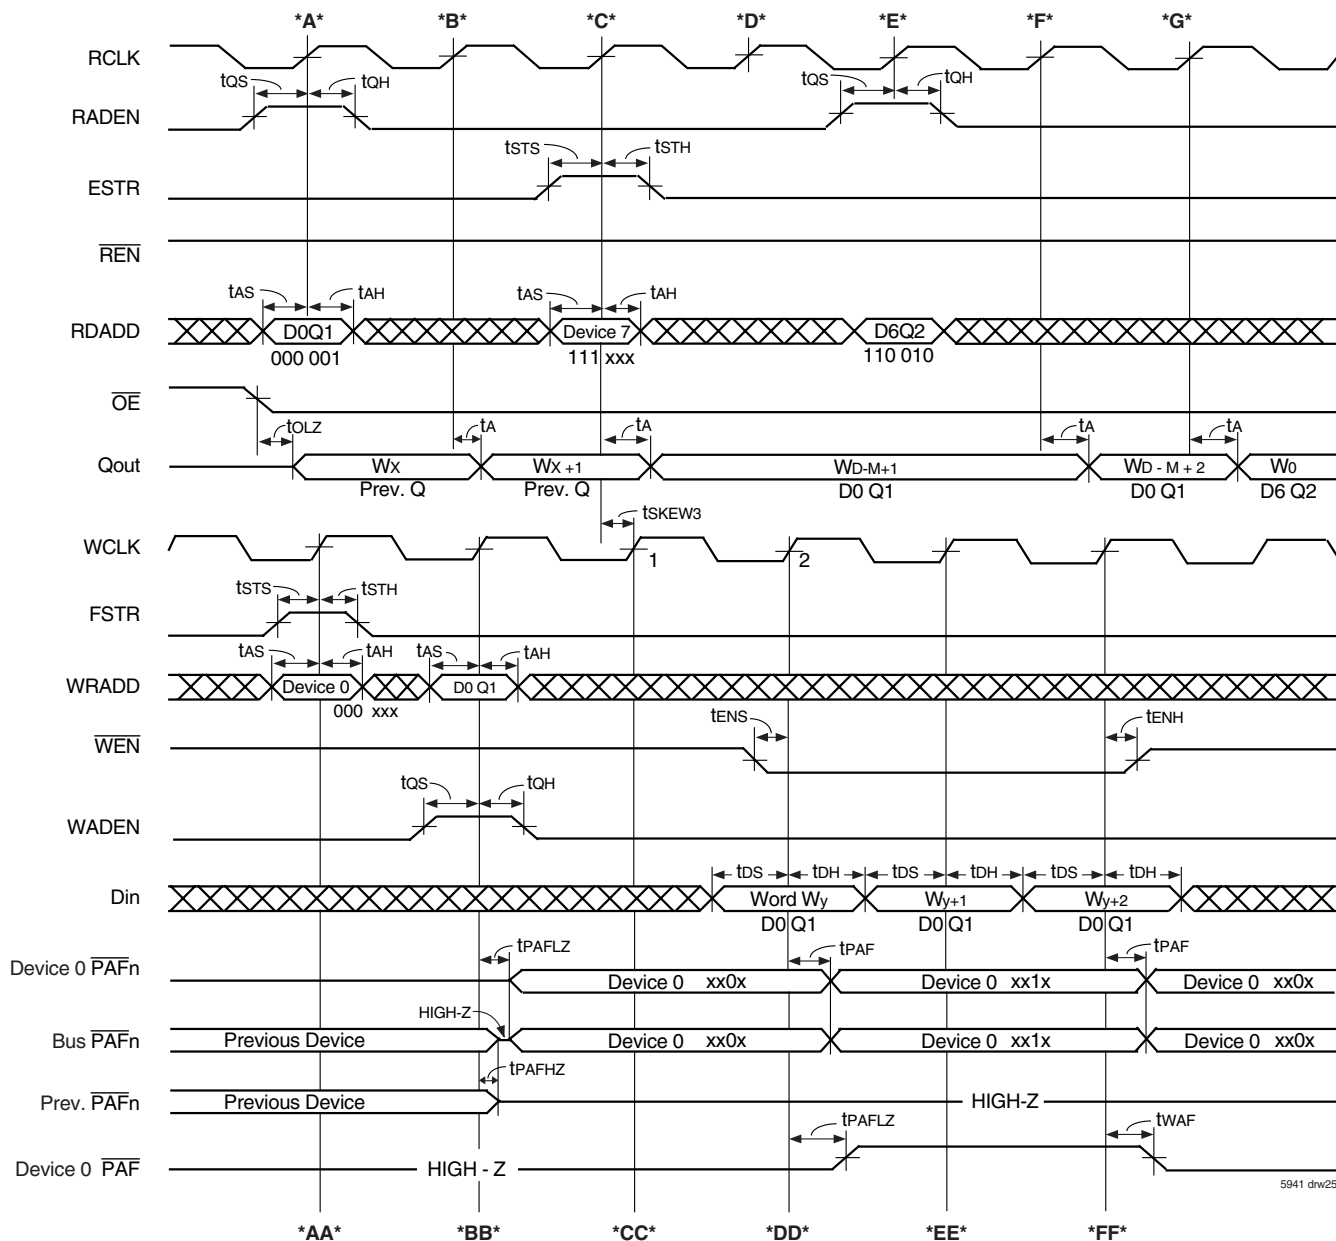 *A* *B* *C* *D* *E* *F* *G*
RCLK
tQS tQH tQS tQH
RADEN
tSTS tSTH
ESTR
REN
tAS tAH tAS tAH
RDADD D0Q1 Device 7 D6Q2
000 001 111 xxx 110 010
OE
tOLZ tA tA tA tA
Qout WX WX +1 WD-M+1 WD - M + 2 W0
Prev. Q Prev. Q D0 Q1 D0 Q1 D6 Q2
tSKEW3
WCLK 1 2
tSTS tSTH
FSTR
tAS tAH tAS tAH
WRADD Device 0 D0 Q1
000 xxx
tENS tENH
WEN
tQS tQH
WADEN
tDS tDH tDS tDH tDS tDH
Din Word Wy Wy+1 Wy+2
D0 Q1 D0 Q1 D0 Q1
tPAFLZ tPAF tPAF
Device 0 PAFn Device 0 xx0x Device 0 xx1x Device 0 xx0x
HIGH-Z
Bus PAFn Previous Device Device 0 xx0x Device 0 xx1x Device 0 xx0x
tPAFHZ
Prev. PAFn Previous Device HIGH-Z
tPAFLZ tWAF
Device 0 PAF HIGH - Z
5941 drw25
*AA* *BB* *CC* *DD* *EE* *FF*